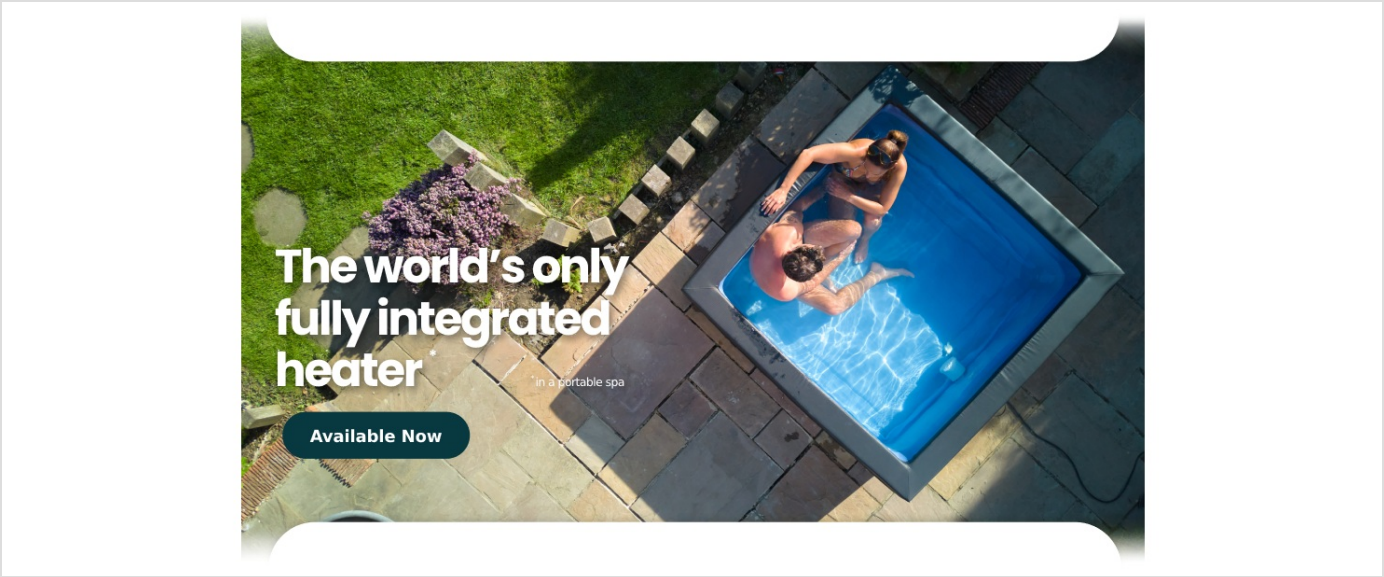 The world’s only
fully integrated
heater*
*in a portable spa
Available Now